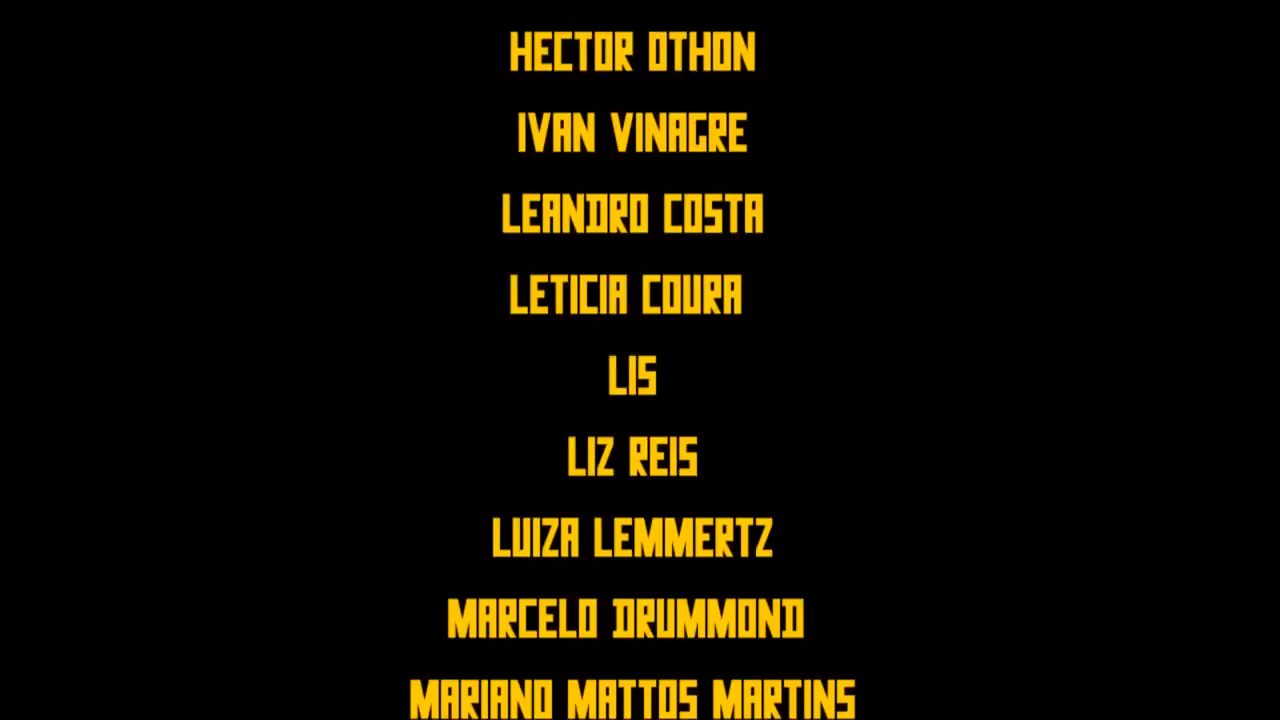 HECTOR OTHON
IVAN VINAGRE
LEANDRO COSTA
LETICIA COURA
LIS
LIZ REIS
LUIZA LEMMERTZ
MARCELO DRUMMOND
MARIANO MATTOS MARTINS